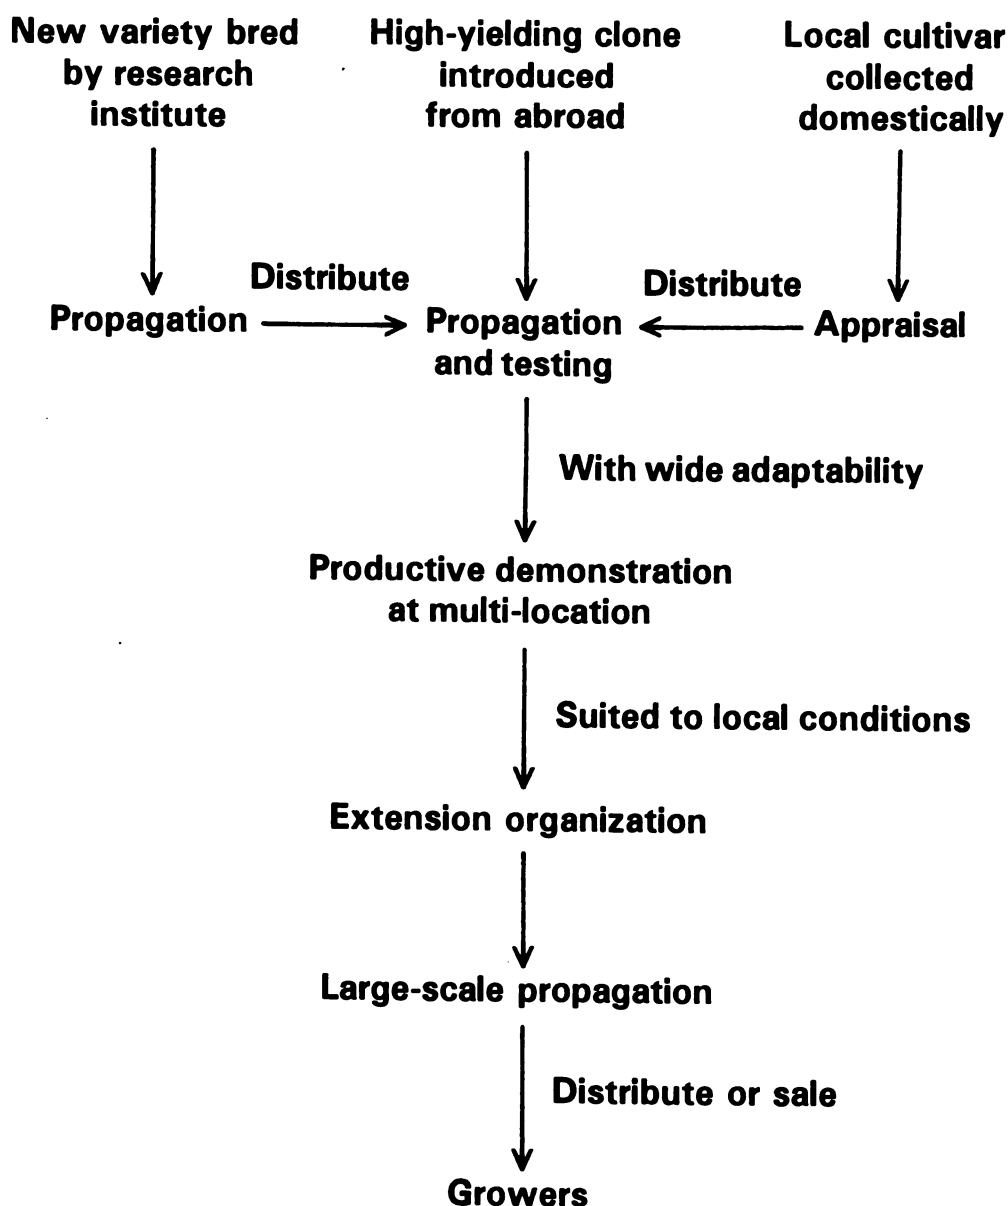 New variety bred
by research
institute
High-yielding clone
introduced
from abroad
Local cultivar
collected
domestically
Distribute
Distribute
Propagation
Propagation
and testing
Appraisal
With wide adaptability
Productive demonstration
at multi-location
Suited to local conditions
Extension organization
Large-scale propagation
Distribute or sale
Growers